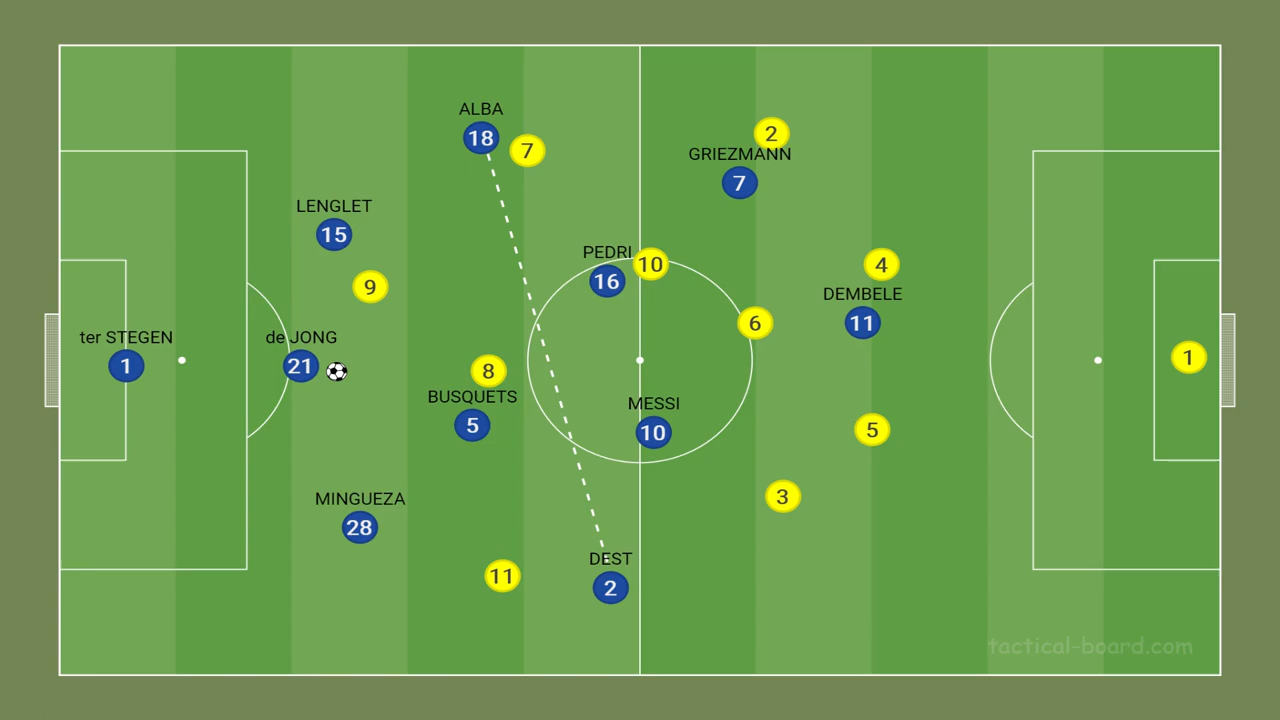 ALBA
18
7
2
GRIEZMANN
7
LENGLET
15
PEDRI
16
10
4
9
DEMBELE
11
6
ter STEGEN
1
de JONG
21
8
BUSQUETS
5
MESSI
10
5
1
MINGUEZA
28
3
DEST
2
11
tactical-board.com